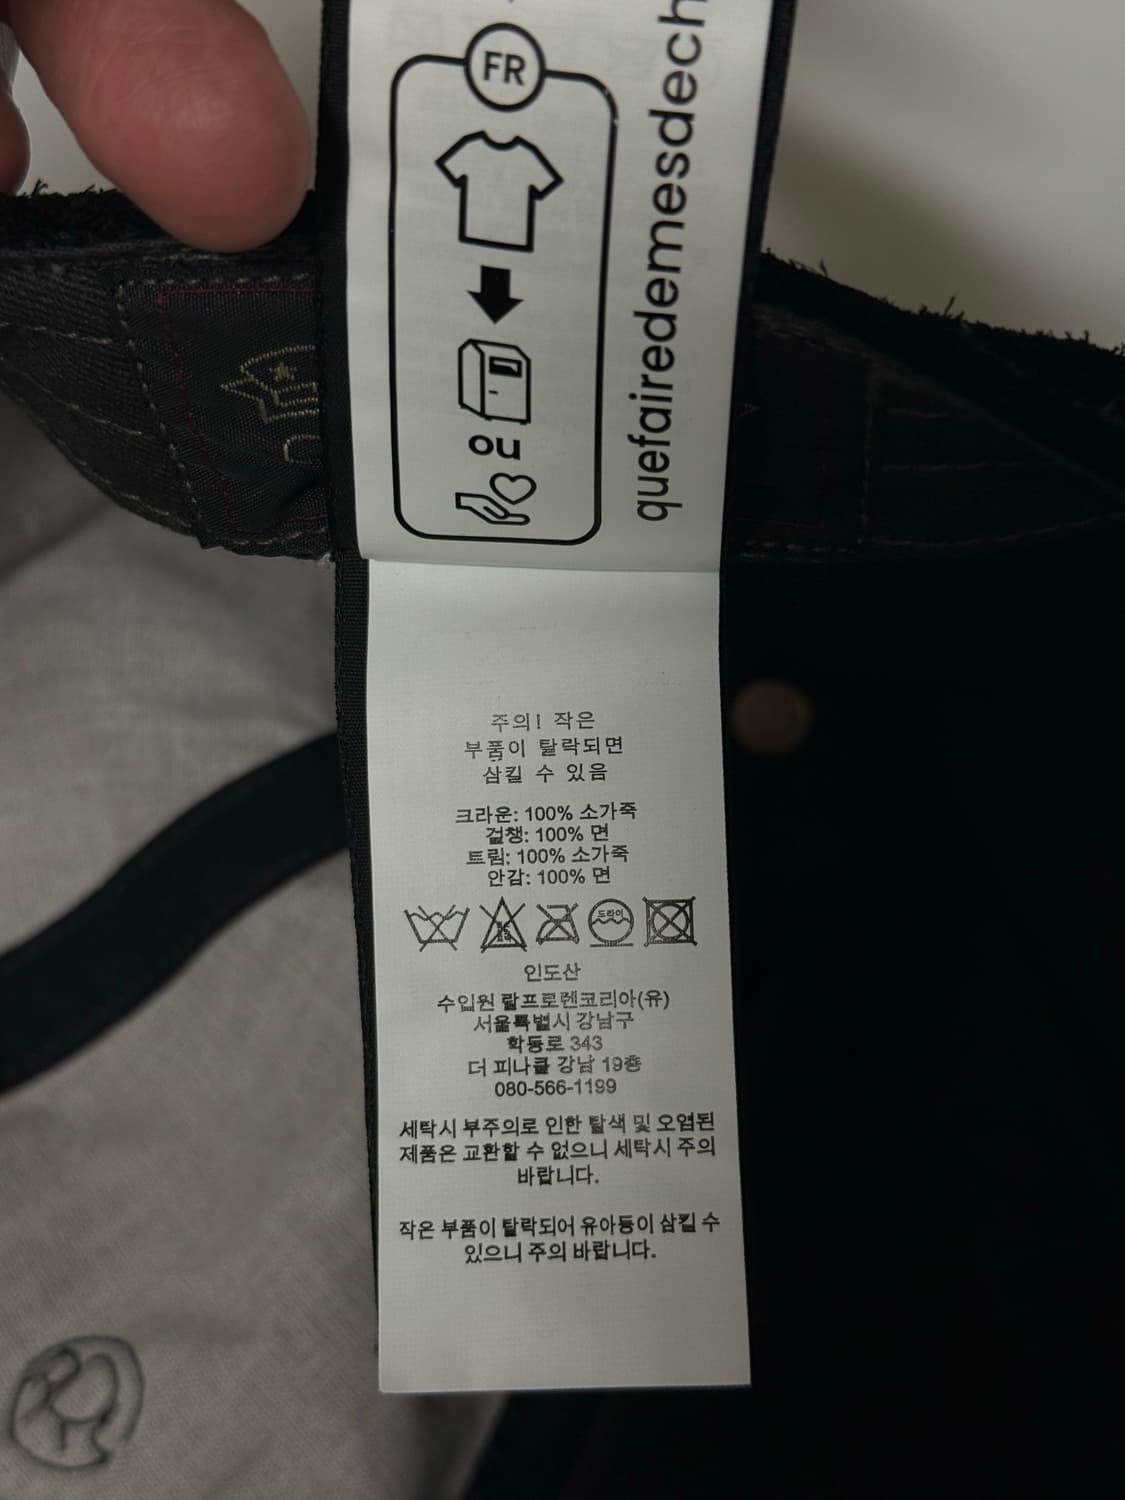 FR
ou
quefairedemesdech
주의! 작은
부품이 탈락되면
삼킬 수 있음
크라운: 100% 소가죽
겉챙: 100% 면
트림: 100% 소가죽
안감: 100% 면
드라이
인도산
수입원 랄프로렌코리아(유)
서울특별시 강남구
학동로 343
더 피나클 강남 19층
080-566-1199
세탁시 부주의로 인한 탈색 및 오염된
제품은 교환할 수 없으니 세탁시 주의
바랍니다.
작은 부품이 탈락되어 유아등이 삼킬 수
있으니 주의 바랍니다.